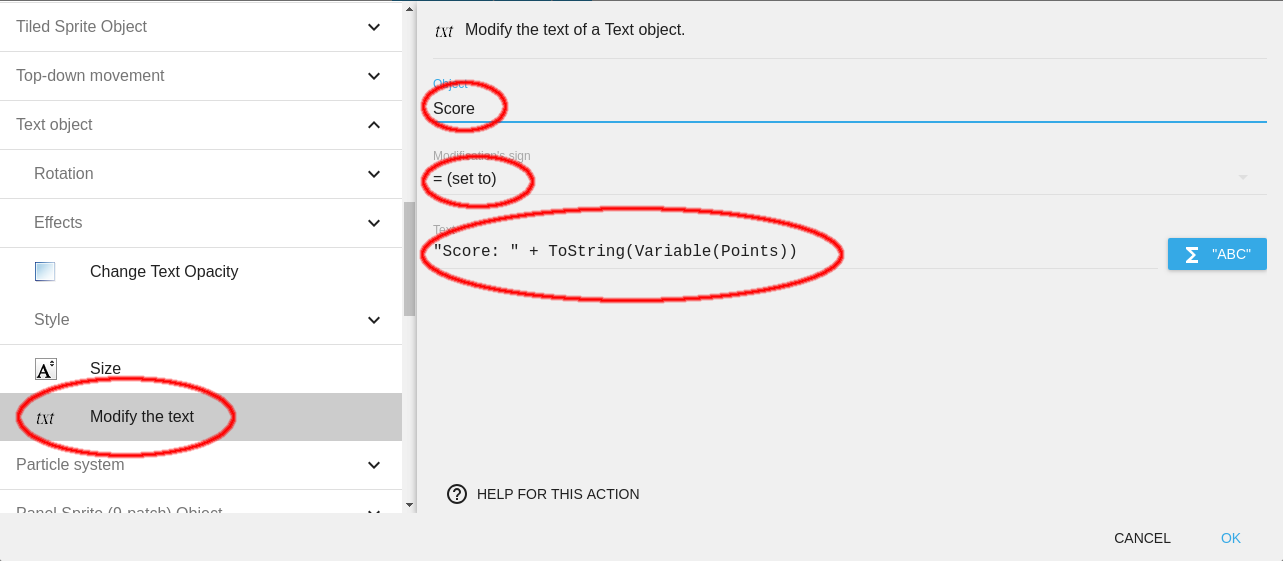 Tiled Sprite Object
Top-down movement
Text object
Rotation
Effects
Change Text Opacity
Style
Size
txt Modify the text
Particle system
Panel Sprite (9-patch) Object
txt Modify the text of a Text object.
Object
Score
Modification's sign
= (set to)
Text
"Score: " + ToString(Variable(Points))
Σ "ABC"
? HELP FOR THIS ACTION
CANCEL OK